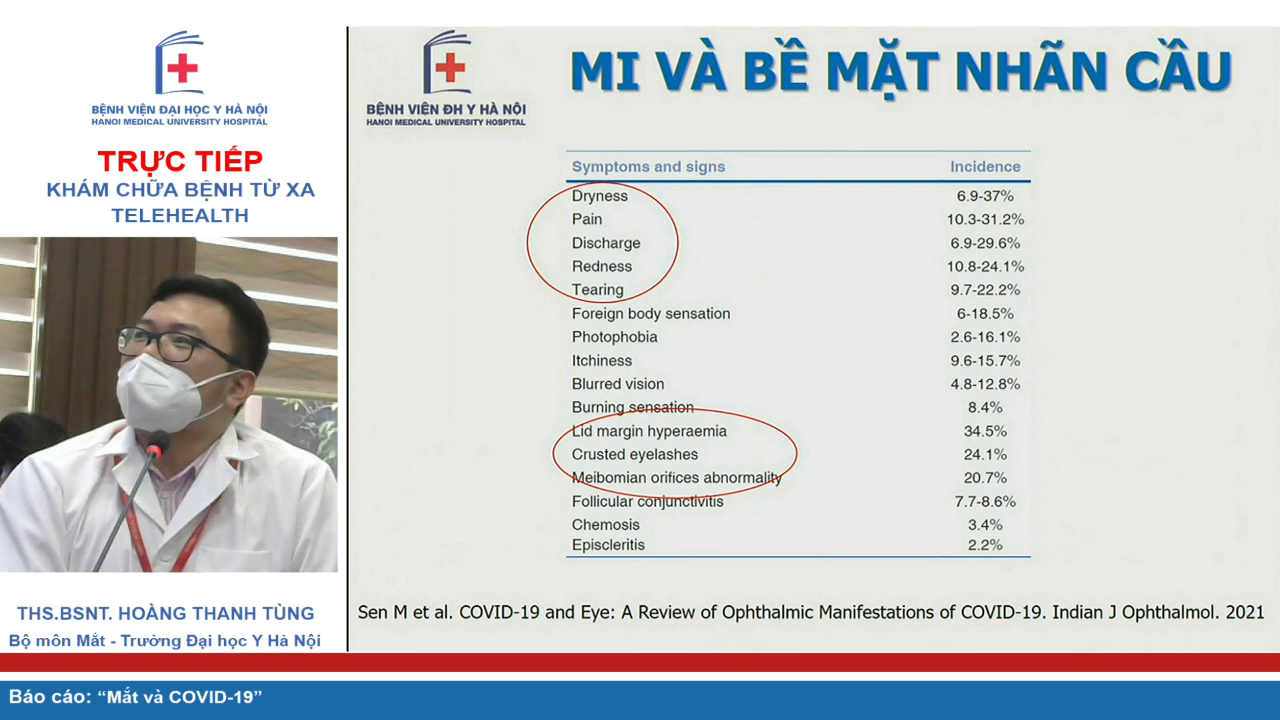 BỆNH VIỆN ĐẠI HỌC Y HÀ NỘI
HANOI MEDICAL UNIVERSITY HOSPITAL
TRỰC TIẾP
KHÁM CHỮA BỆNH TỪ XA
TELEHEALTH
THS.BSNT. HOÀNG THANH TÙNG
Bộ môn Mắt - Trường Đại học Y Hà Nội
BỆNH VIỆN ĐH Y HÀ NỘI
HANOI MEDICAL UNIVERSITY HOSPITAL
MI VÀ BỀ MẶT NHÃN CẦU
Symptoms and signs Incidence
Dryness 6.9-37%
Pain 10.3-31.2%
Discharge 6.9-29.6%
Redness 10.8-24.1%
Tearing 9.7-22.2%
Foreign body sensation 6-18.5%
Photophobia 2.6-16.1%
Itchiness 9.6-15.7%
Blurred vision 4.8-12.8%
Burning sensation 8.4%
Lid margin hyperaemia 34.5%
Crusted eyelashes 24.1%
Meibomian orifices abnormality 20.7%
Follicular conjunctivitis 7.7-8.6%
Chemosis 3.4%
Episcleritis 2.2%
Sen M et al. COVID-19 and Eye: A Review of Ophthalmic Manifestations of COVID-19. Indian J Ophthalmol. 2021
Báo cáo: “Mắt và COVID-19”